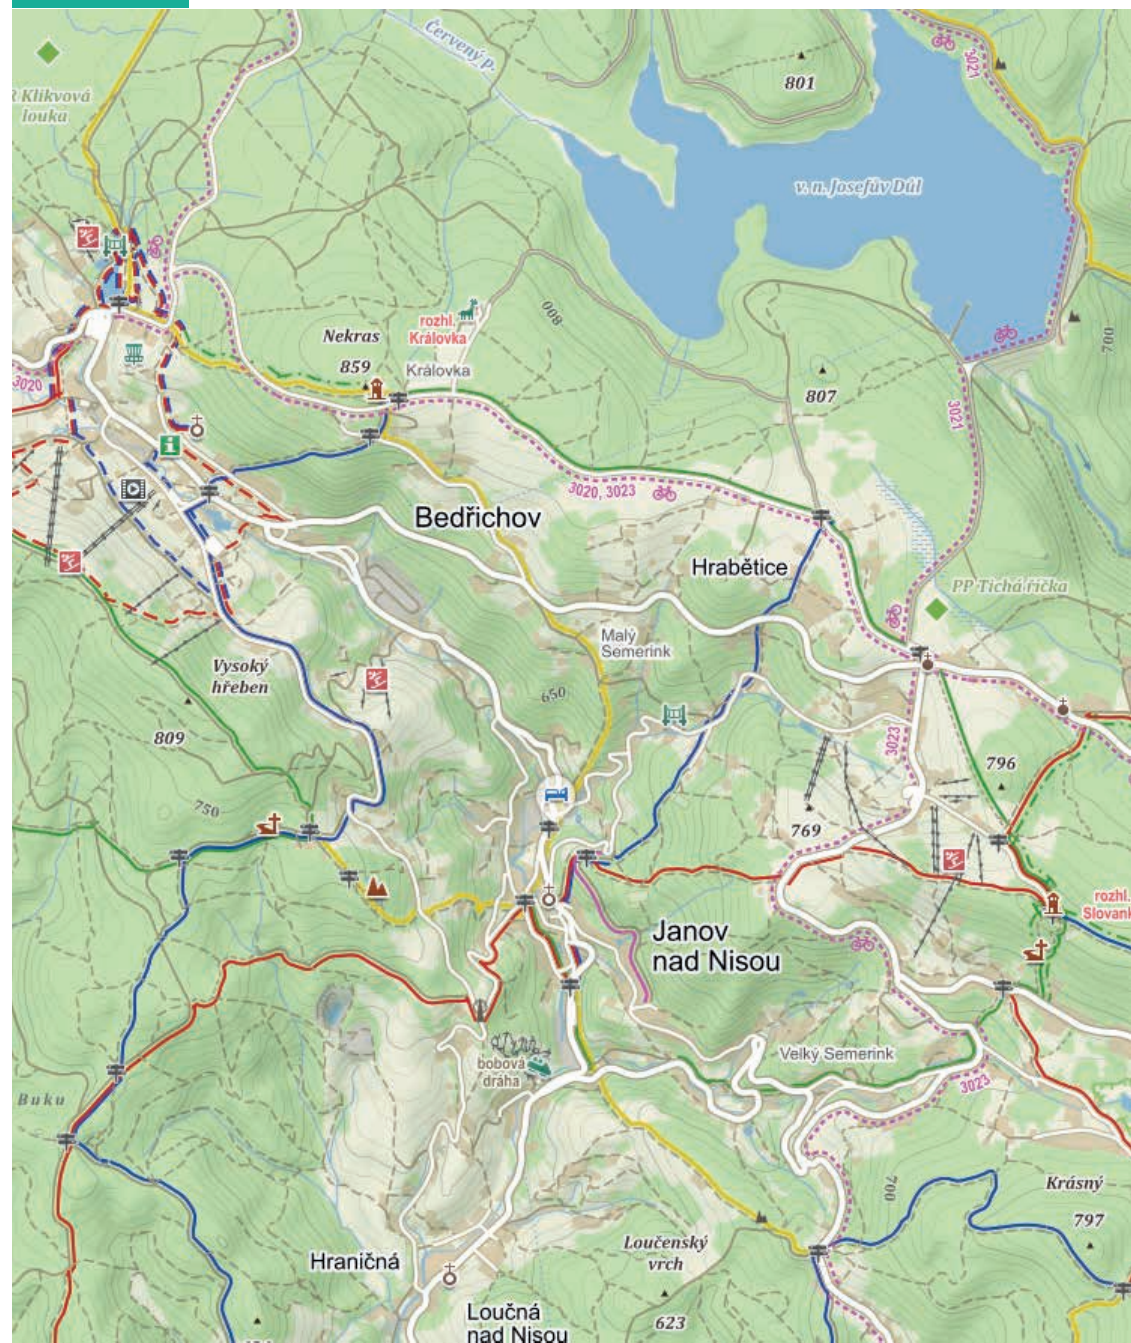 Červený p.
3021
801
R Klikvová
louka
v. n. Josefův Důl
rozhl.
Královka
800
Nekras
859
Královka
700
807
3020
3021
3020, 3023
Bedřichov
Hrabětice
PP Tichá říčka
Malý
Semerink
Vysoký
hřeben
650
809
3023
796
750
769
rozhl.
Slovank
Janov
nad Nisou
bobová
dráha
Velký Semerink
3023
Buku
700
Krásný
797
Hraničná
Loučenský
vrch
Loučná
nad Nisou
623